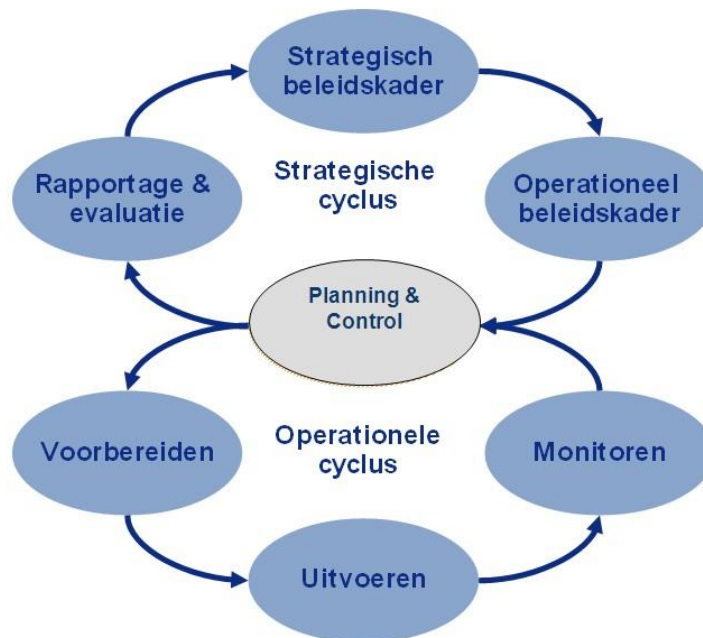 Strategisch
beleidskader
Rapportage &
evaluatie
Strategische
cyclus
Operationeel
beleidskader
Planning &
Control
Voorbereiden
Operationele
cyclus
Monitoren
Uitvoeren